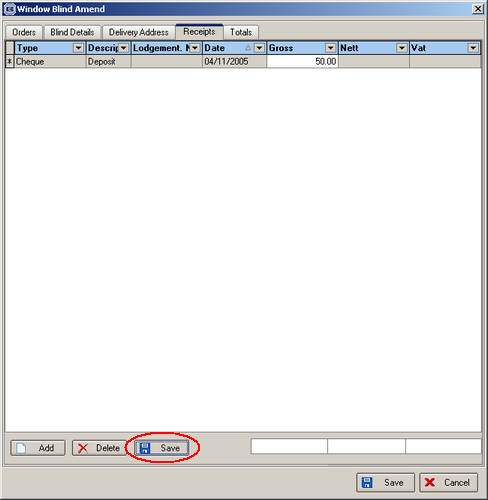 Window Blind Amend
Orders Blind Details Delivery Address Receipts Totals
Type Descrip Lodgement. Date Gross Nett Vat
Cheque Deposit 04/11/2005 50.00
Add Delete Save
Save Cancel